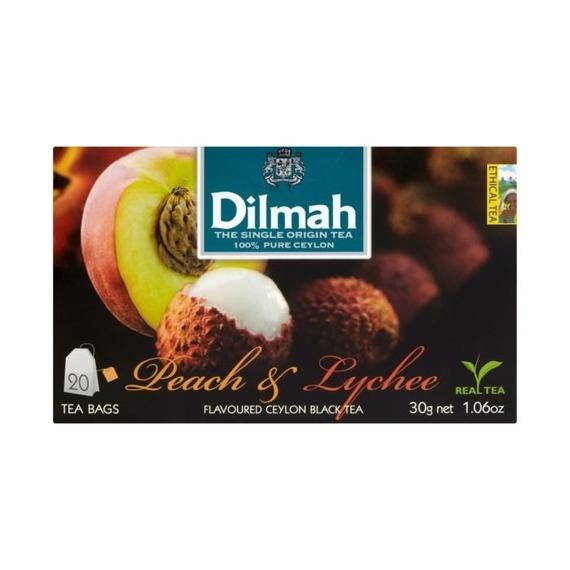 Dilmah
THE SINGLE ORIGIN TEA
100% PURE CEYLON
ETHICAL TEA
20
TEA BAGS
Peach & Lychee
FLAVOURED CEYLON BLACK TEA
REAL TEA
30g net 1.06oz